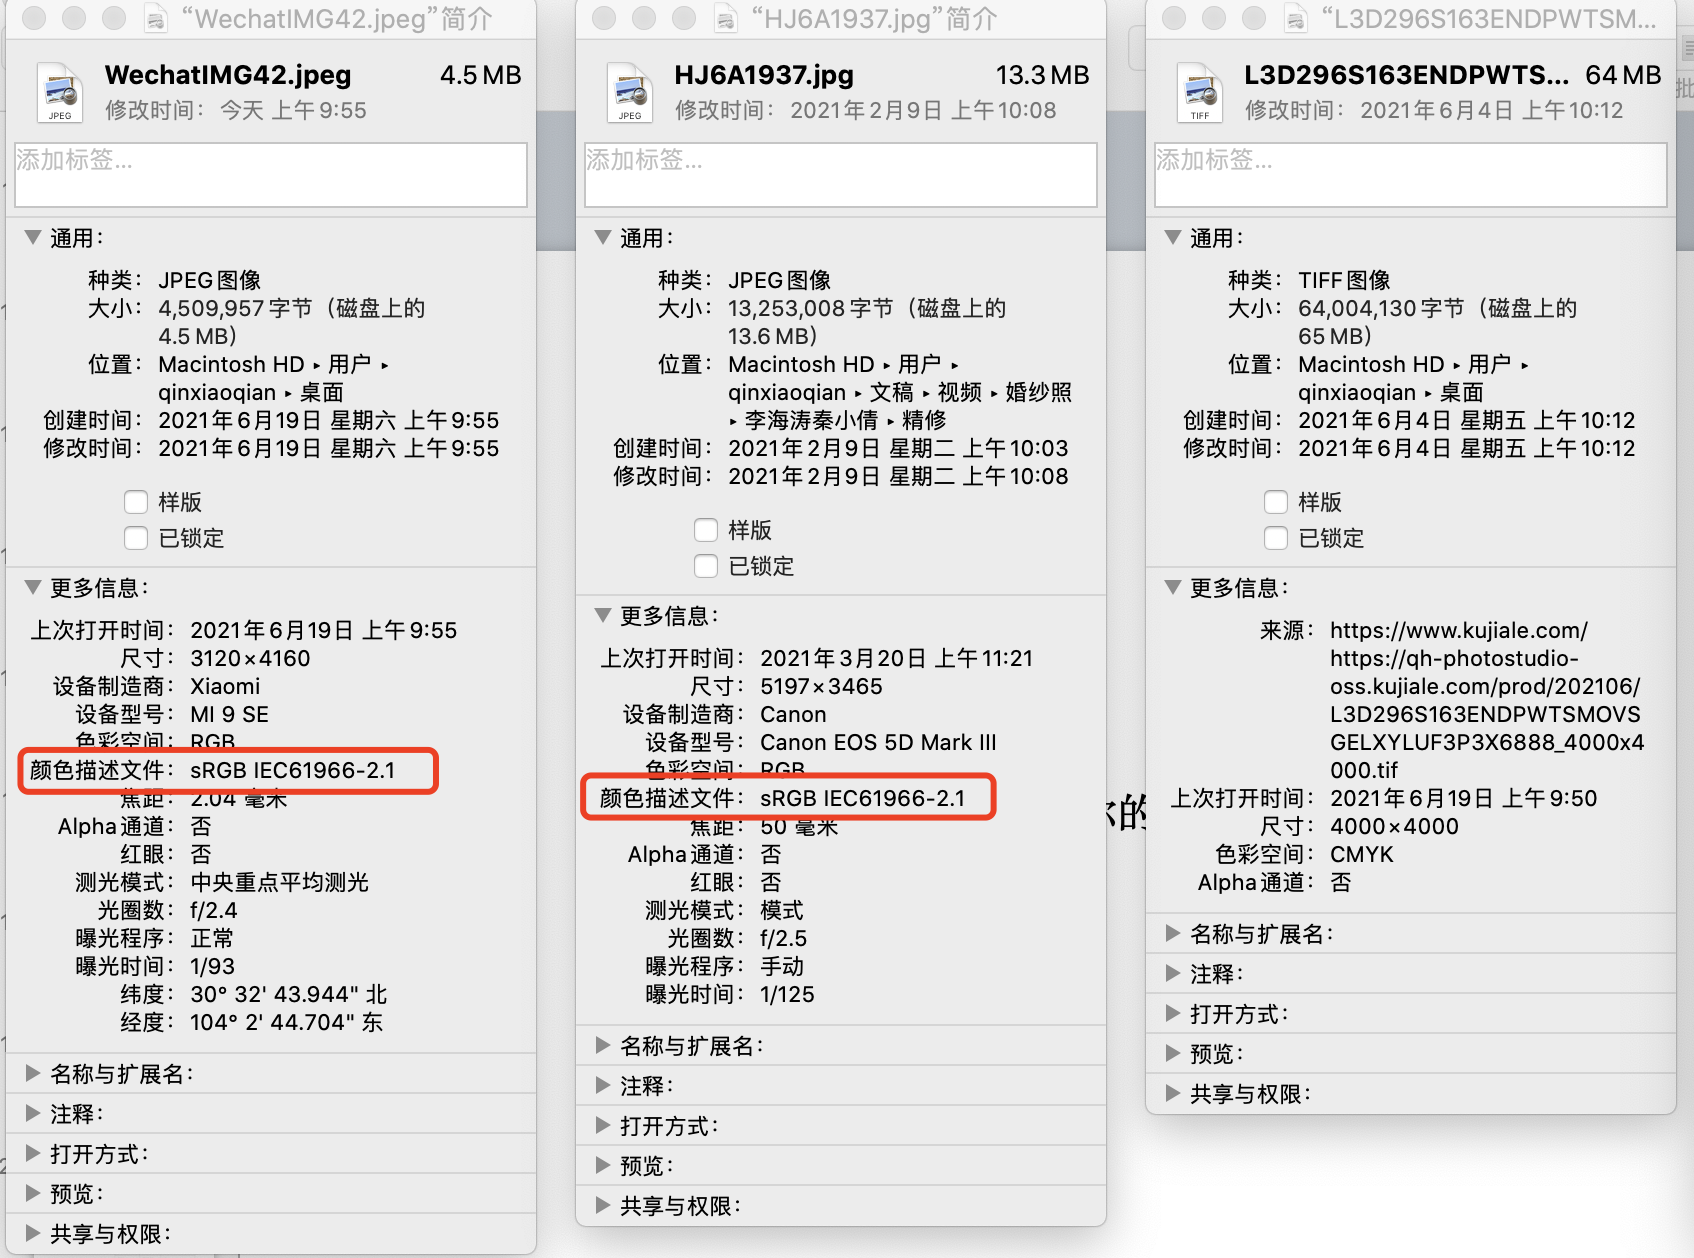 “WechatIMG42.jpeg”简介
WechatIMG42.jpeg 4.5 MB
修改时间：今天 上午9:55
JPEG
添加标签...
通用：
种类：JPEG图像
大小：4,509,957字节（磁盘上的
4.5 MB）
位置：Macintosh HD ▸ 用户 ▸
qinxiaoqian ▸ 桌面
创建时间：2021年6月19日 星期六 上午9:55
修改时间：2021年6月19日 星期六 上午9:55
样版
已锁定
更多信息：
上次打开时间：2021年6月19日 上午9:55
尺寸：3120×4160
设备制造商：Xiaomi
设备型号：MI 9 SE
色彩空间：RGB
颜色描述文件：sRGB IEC61966-2.1
焦距：2.04 毫米
Alpha通道：否
红眼：否
测光模式：中央重点平均测光
光圈数：f/2.4
曝光程序：正常
曝光时间：1/93
纬度：30° 32' 43.944" 北
经度：104° 2' 44.704" 东
名称与扩展名：
注释：
打开方式：
预览：
共享与权限：
“HJ6A1937.jpg”简介
HJ6A1937.jpg 13.3 MB
修改时间：2021年2月9日 上午10:08
JPEG
添加标签...
通用：
种类：JPEG图像
大小：13,253,008字节（磁盘上的
13.6 MB）
位置：Macintosh HD ▸ 用户 ▸
qinxiaoqian ▸ 文稿 ▸ 视频 ▸ 婚纱照
▸ 李海涛秦小倩 ▸ 精修
创建时间：2021年2月9日 星期二 上午10:03
修改时间：2021年2月9日 星期二 上午10:08
样版
已锁定
更多信息：
上次打开时间：2021年3月20日 上午11:21
尺寸：5197×3465
设备制造商：Canon
设备型号：Canon EOS 5D Mark III
色彩空间：RGB
颜色描述文件：sRGB IEC61966-2.1
焦距：50 毫米
Alpha通道：否
红眼：否
测光模式：模式
光圈数：f/2.5
曝光程序：手动
曝光时间：1/125
名称与扩展名：
注释：
打开方式：
预览：
共享与权限：
的
“L3D296S163ENDPWTSM...
L3D296S163ENDPWTS... 64 MB
修改时间：2021年6月4日 上午10:12
TIFF
添加标签...
通用：
种类：TIFF图像
大小：64,004,130字节（磁盘上的
65 MB）
位置：Macintosh HD ▸ 用户 ▸
qinxiaoqian ▸ 桌面
创建时间：2021年6月4日 星期五 上午10:12
修改时间：2021年6月4日 星期五 上午10:12
样版
已锁定
更多信息：
来源：https://www.kujiale.com/
https://qh-photostudio-
oss.kujiale.com/prod/202106/
L3D296S163ENDPWTSMOVS
GELXYLUF3P3X6888_4000x4
000.tif
上次打开时间：2021年6月19日 上午9:50
尺寸：4000×4000
色彩空间：CMYK
Alpha通道：否
名称与扩展名：
注释：
打开方式：
预览：
共享与权限：
批